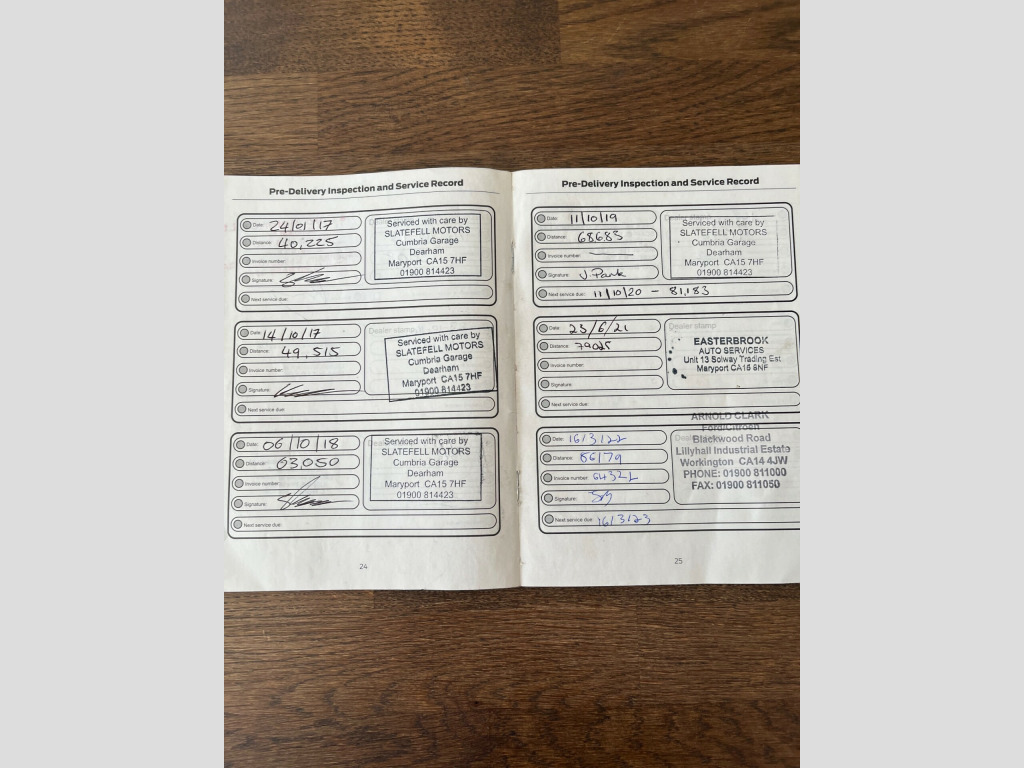 Pre-Delivery Inspection and Service Record
Date: 24/01/17
Distance: 40,225
Invoice number:
Signature:
Next service due:
Serviced with care by
SLATEFELL MOTORS
Cumbria Garage
Dearham
Maryport CA15 7HF
01900 814423
Date: 14/10/17
Distance: 49,515
Invoice number:
Signature:
Next service due:
Dealer stamp
Serviced with care by
SLATEFELL MOTORS
Cumbria Garage
Dearham
Maryport CA15 7HF
01900 814423
Date: 06/10/18
Distance: 63,050
Invoice number:
Signature:
Next service due:
Serviced with care by
SLATEFELL MOTORS
Cumbria Garage
Dearham
Maryport CA15 7HF
01900 814423
24
Pre-Delivery Inspection and Service Record
Date: 11/10/19
Distance: 68683
Invoice number:
Signature: J. Park
Next service due: 11/10/20 - 81,183
Serviced with care by
SLATEFELL MOTORS
Cumbria Garage
Dearham
Maryport CA15 7HF
01900 814423
Date: 23/6/21
Distance:
Invoice number:
Signature:
Next service due:
Dealer stamp
EASTERBROOK
AUTO SERVICES
Unit 13 Solway Trading Est
Maryport CA15 8NF
Date: 16/3/22
Distance: 86179
Invoice number:
Signature:
Next service due: 16/3/23
ARNOLD CLARK
Ford/Citroen
Blackwood Road
Lillyhall Industrial Estate
Workington CA14 4JW
PHONE: 01900 811000
FAX: 01900 811050
25